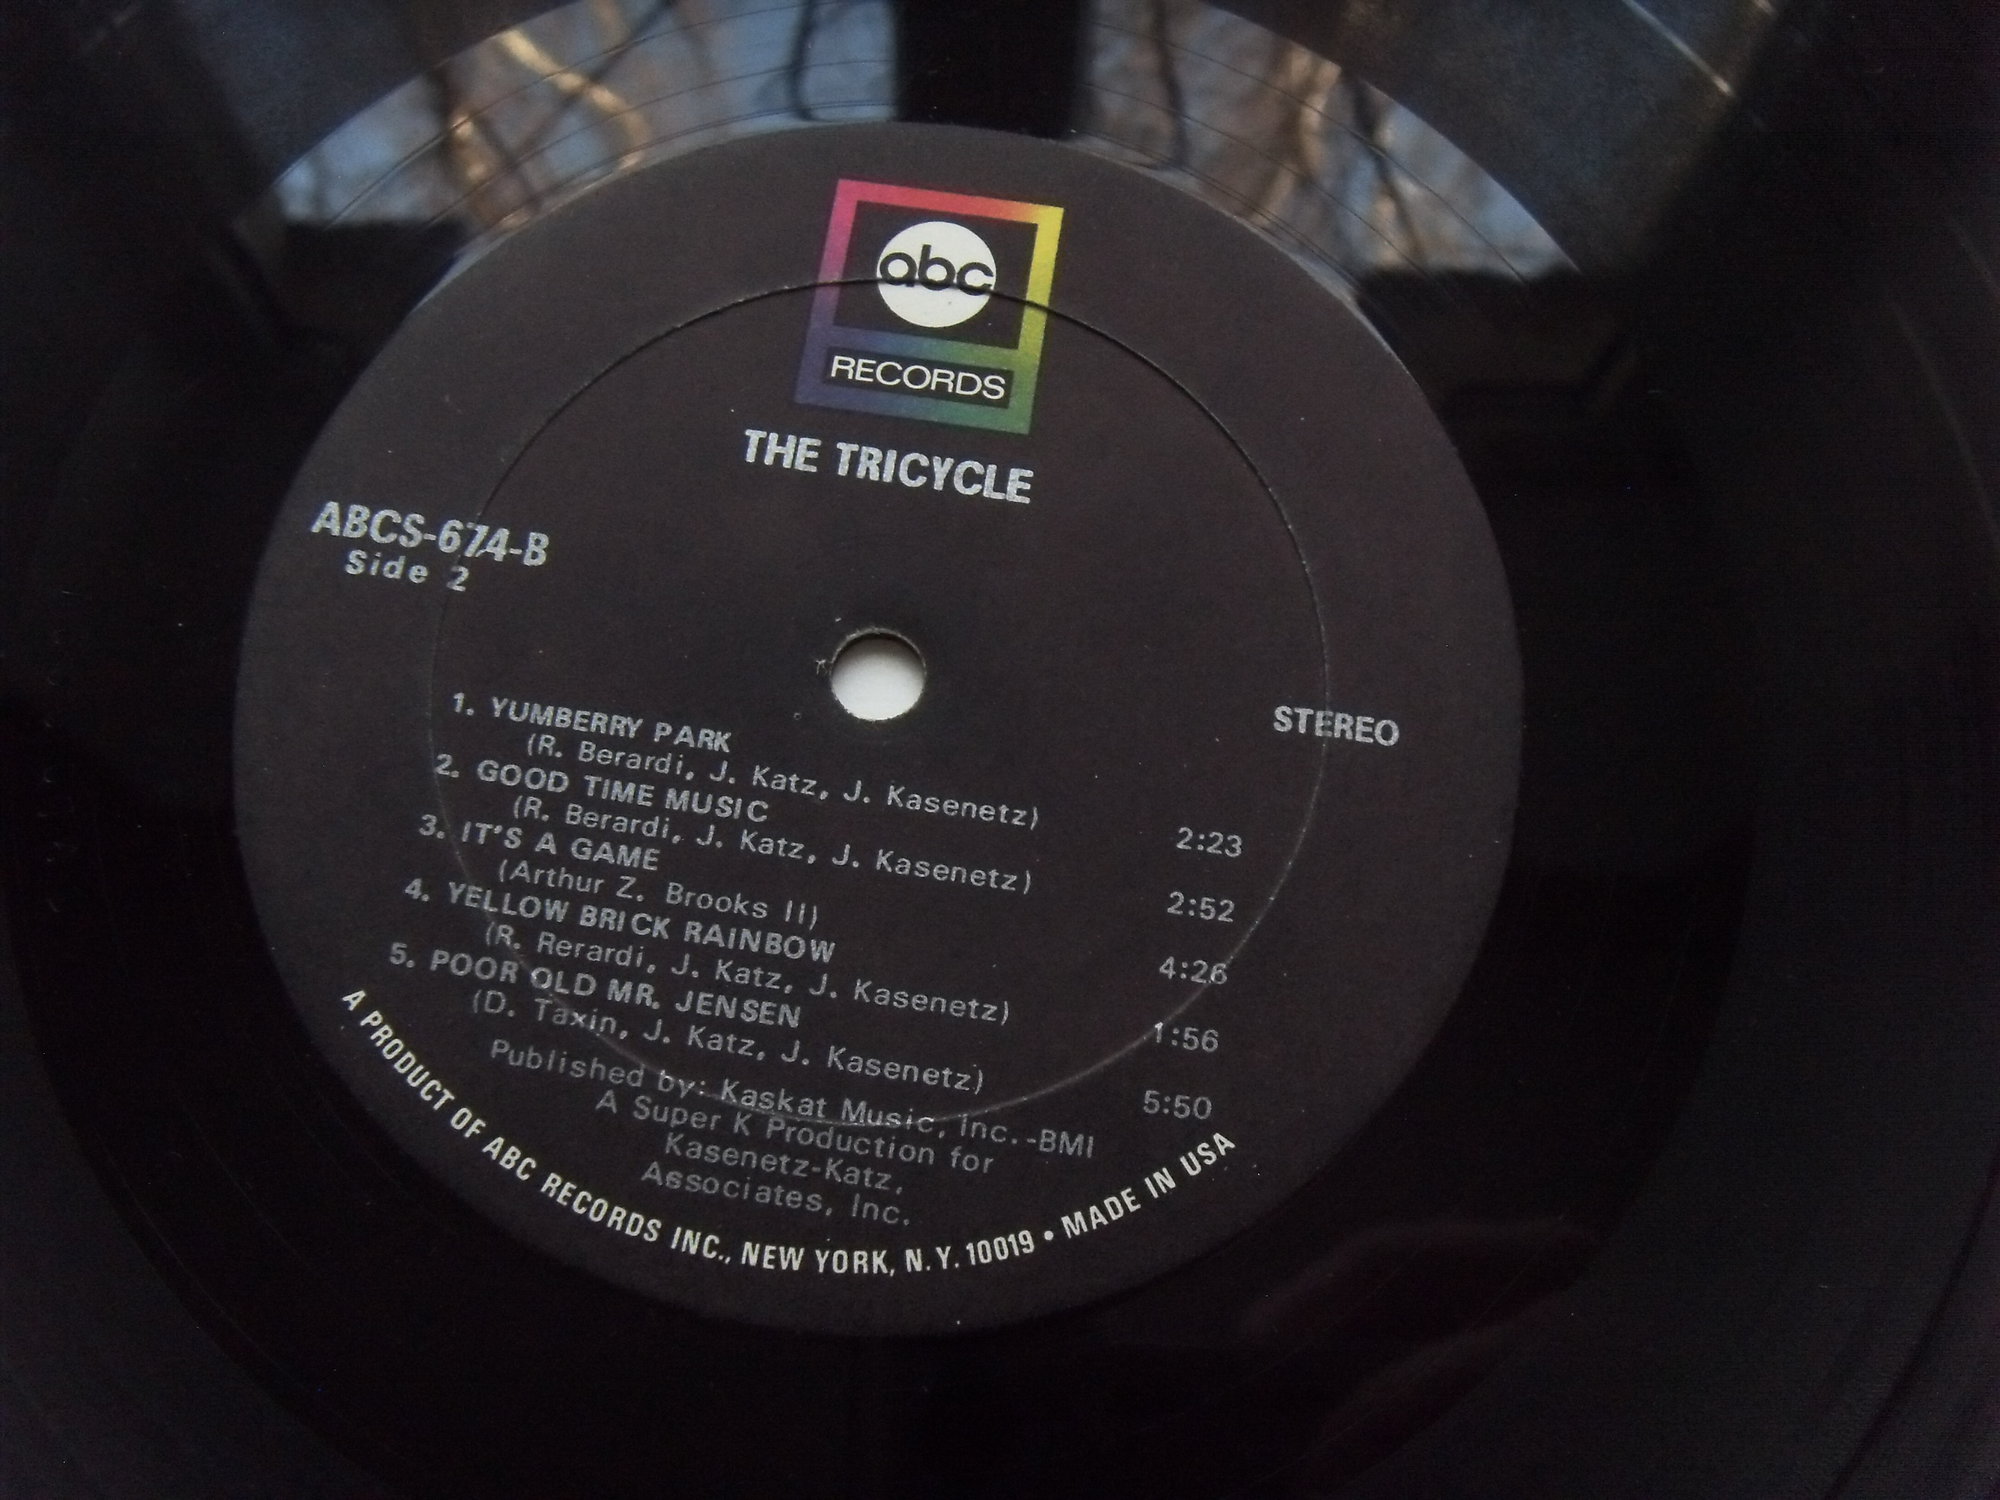 abc
RECORDS
THE TRICYCLE
ABCS-674-B
Side 2
STEREO
1. YUMBERRY PARK
(R. Berardi, J. Katz, J. Kasenetz) 2:23
2. GOOD TIME MUSIC
(R. Berardi, J. Katz, J. Kasenetz) 2:52
3. IT'S A GAME
(Arthur Z. Brooks II) 4:26
4. YELLOW BRICK RAINBOW
(R. Rerardi, J. Katz, J. Kasenetz) 1:56
5. POOR OLD MR. JENSEN
(D. Taxin, J. Katz, J. Kasenetz) 5:50
Published by: Kaskat Music, Inc.-BMI
A Super K Production for
Kasenetz-Katz,
Associates, Inc.
A PRODUCT OF ABC RECORDS INC., NEW YORK, N.Y. 10019 • MADE IN USA